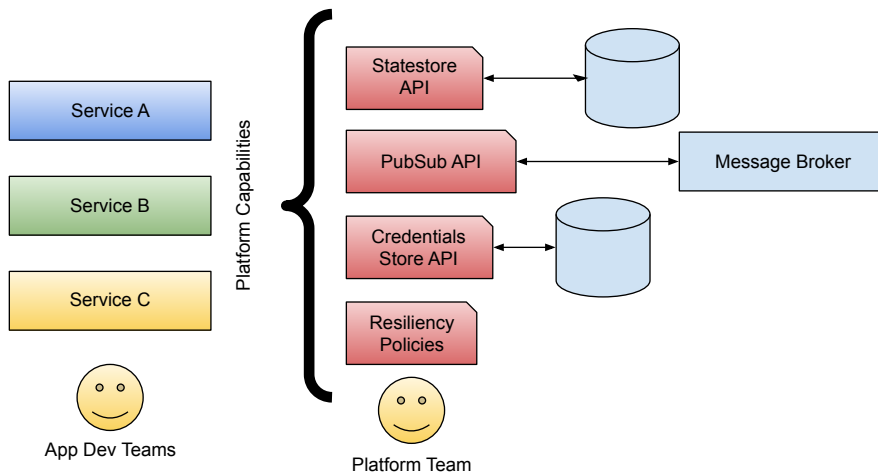 Service A
Service B
Service C
App Dev Teams
Platform Capabilities
Statestore
API
PubSub API
Message Broker
Credentials
Store API
Resiliency
Policies
Platform Team